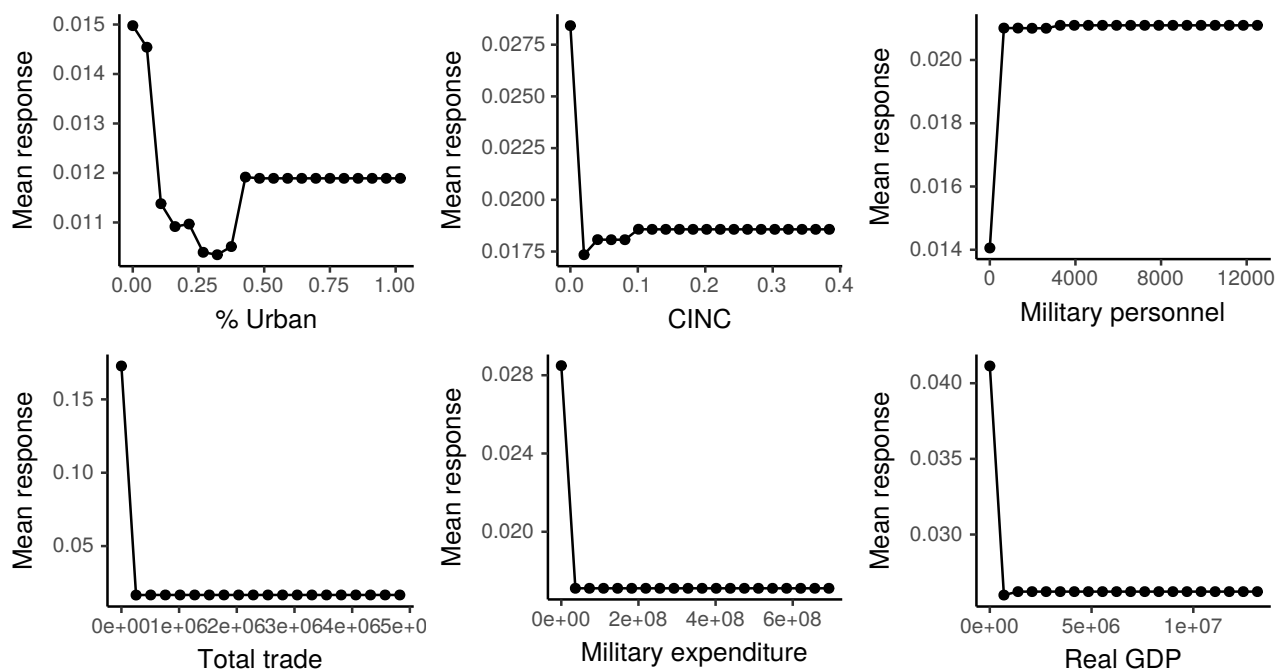 0.015
0.014
0.013
0.012
0.011
Mean response
0.00 0.25 0.50 0.75 1.00
% Urban
0.0275
0.0250
0.0225
0.0200
0.0175
Mean response
0.0 0.1 0.2 0.3 0.4
CINC
0.020
0.018
0.016
0.014
Mean response
0 4000 8000 12000
Military personnel
0.15
0.10
0.05
Mean response
0e+001e+062e+063e+064e+065e+0
Total trade
0.028
0.024
0.020
Mean response
0e+00 2e+08 4e+08 6e+08
Military expenditure
0.040
0.035
0.030
Mean response
0e+00 5e+06 1e+07
Real GDP